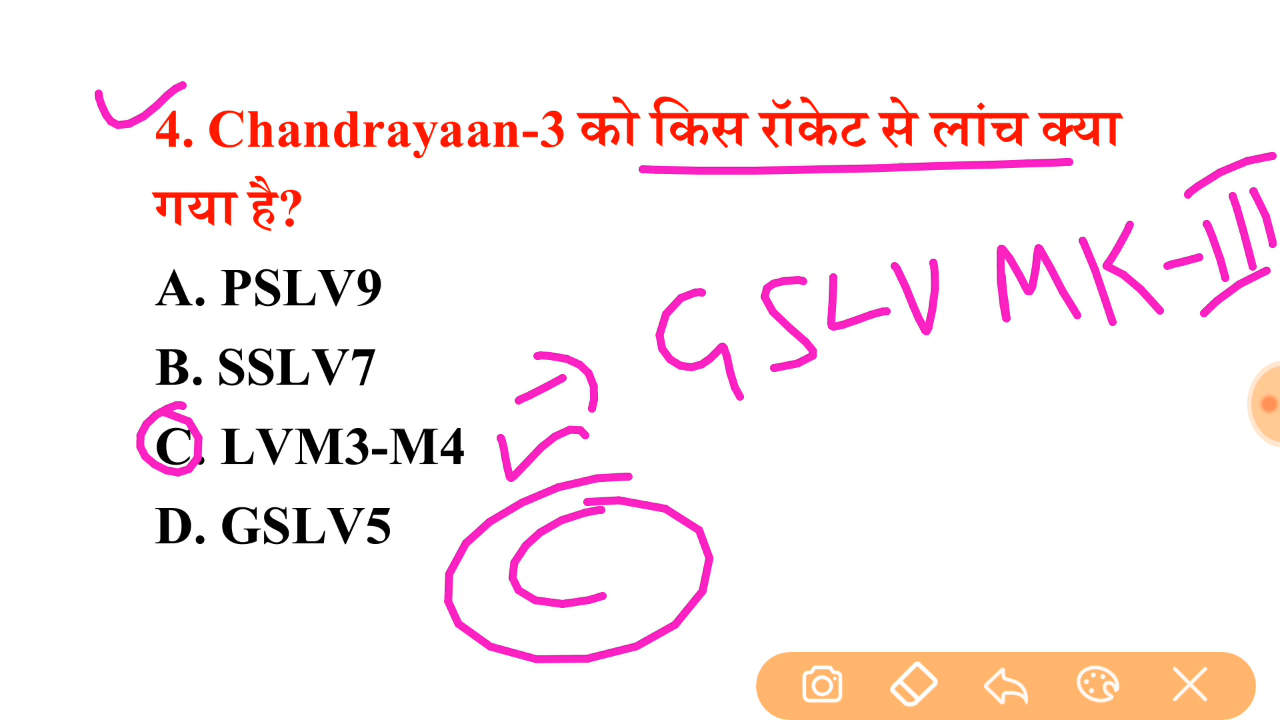 4. Chandrayaan-3 को किस रॉकेट से लांच क्या
गया है?
A. PSLV9
B. SSLV7
C. LVM3-M4
D. GSLV5
GSLV MK-III
C